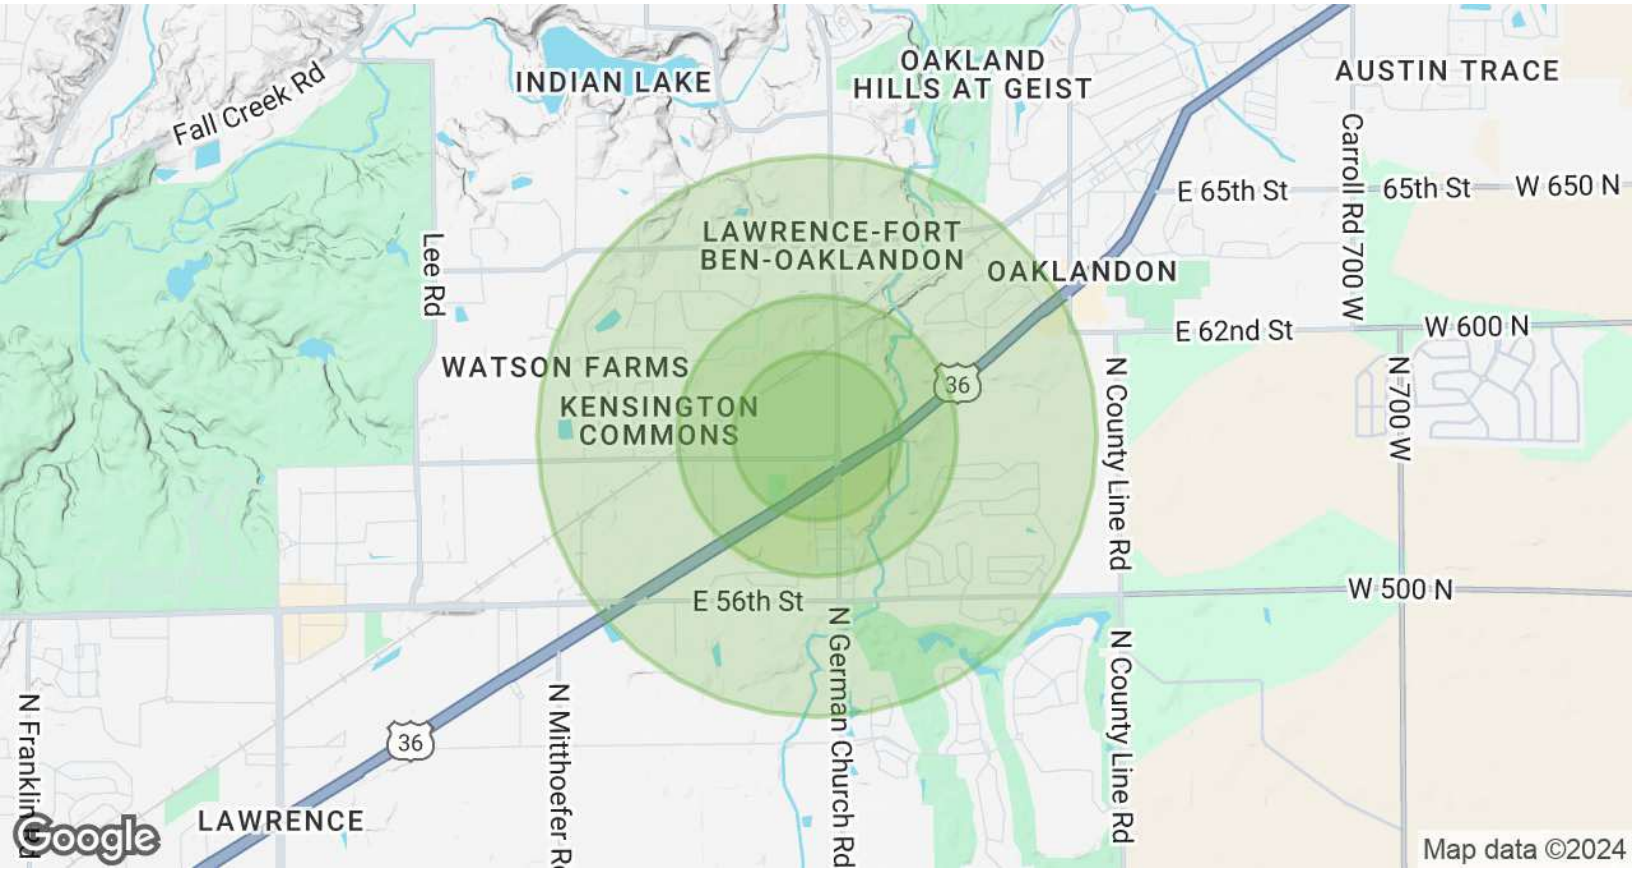 INDIAN LAKE
OAKLAND
HILLS AT GEIST
AUSTIN TRACE
Fall Creek Rd
Carroll Rd 700 W
E 65th St
65th St
W 650 N
LAWRENCE-FORT
BEN-OAKLANDON
OAKLANDON
Lee Rd
E 62nd St
W 600 N
WATSON FARMS
36
KENSINGTON
COMMONS
N County Line Rd
N 700 W
E 56th St
W 500 N
N German Church Rd
N County Line Rd
N Mitthoefer R
N Franklin Rd
36
LAWRENCE
Google
Map data ©2024